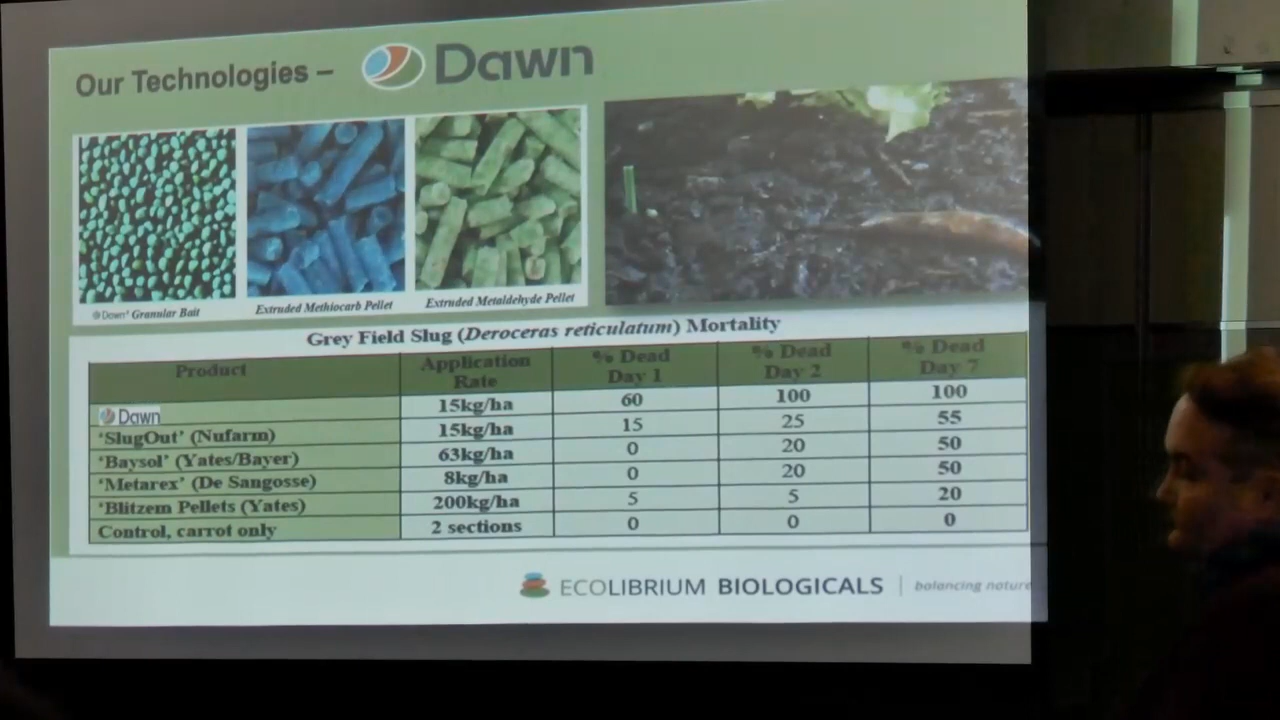 Our Technologies – Dawn
Dawn® Granular Bait
Extruded Methiocarb Pellet
Extruded Metaldehyde Pellet
Grey Field Slug (Deroceras reticulatum) Mortality
Product Application Rate % Dead Day 1 % Dead Day 2 % Dead Day 7
Dawn 15kg/ha 60 100 100
‘SlugOut’ (Nufarm) 15kg/ha 15 25 55
‘Baysol’ (Yates/Bayer) 63kg/ha 0 20 50
‘Metarex’ (De Sangosse) 8kg/ha 0 20 50
‘Blitzem Pellets (Yates) 200kg/ha 5 5 20
Control, carrot only 2 sections 0 0 0
ECOLIBRIUM BIOLOGICALS | balancing nature